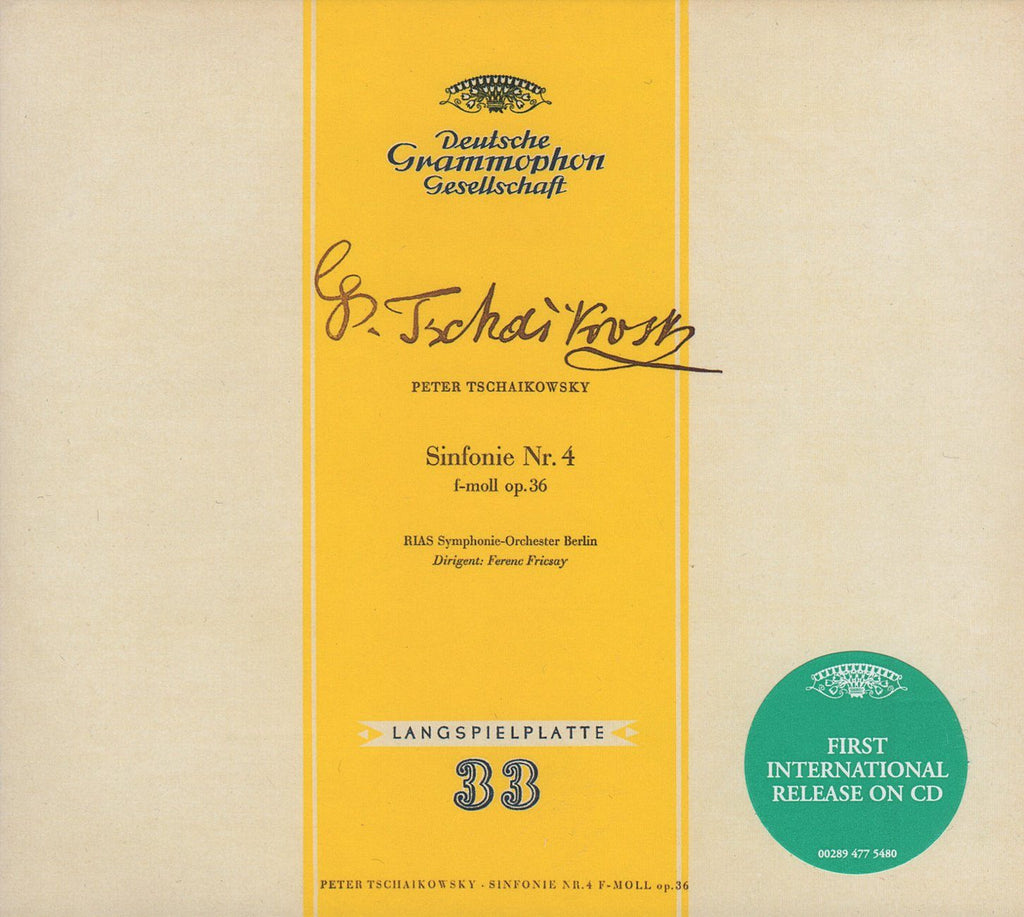 Deutsche
Grammophon
Gesellschaft
P. Tschaikovsky
PETER TSCHAIKOWSKY
Sinfonie Nr. 4
f-moll op. 36
RIAS Symphonie-Orchester Berlin
Dirigent: Ferenc Fricsay
LANGSPIELPLATTE
33
FIRST
INTERNATIONAL
RELEASE ON CD
00289 477 5480
PETER TSCHAIKOWSKY · SINFONIE NR. 4 F-MOLL op. 36